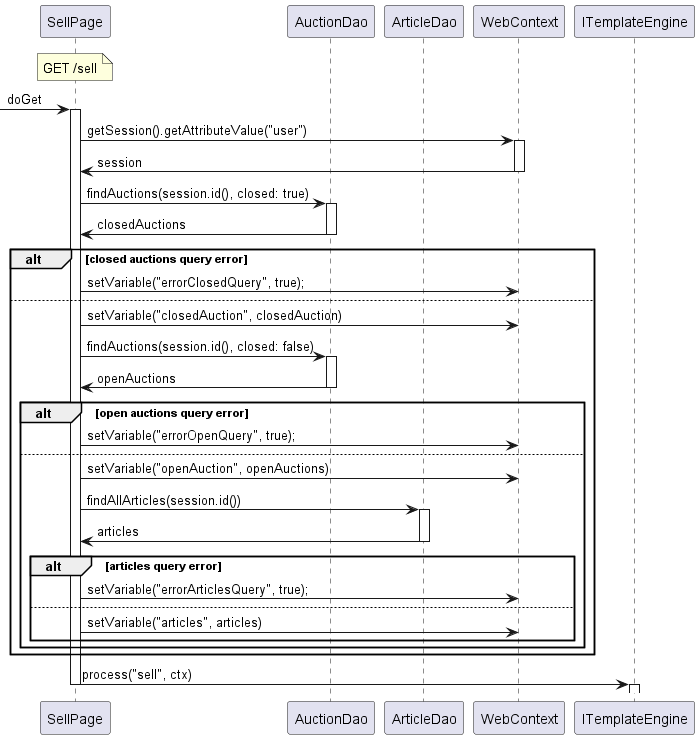 SellPage AuctionDao ArticleDao WebContext ITemplateEngine
GET /sell
doGet
getSession().getAttributeValue("user")
session
findAuctions(session.id(), closed: true)
closedAuctions
alt [closed auctions query error]
setVariable("errorClosedQuery", true);
setVariable("closedAuction", closedAuction)
findAuctions(session.id(), closed: false)
openAuctions
alt [open auctions query error]
setVariable("errorOpenQuery", true);
setVariable("openAuction", openAuctions)
findAllArticles(session.id())
articles
alt [articles query error]
setVariable("errorArticlesQuery", true);
setVariable("articles", articles)
process("sell", ctx)
SellPage AuctionDao ArticleDao WebContext ITemplateEngine